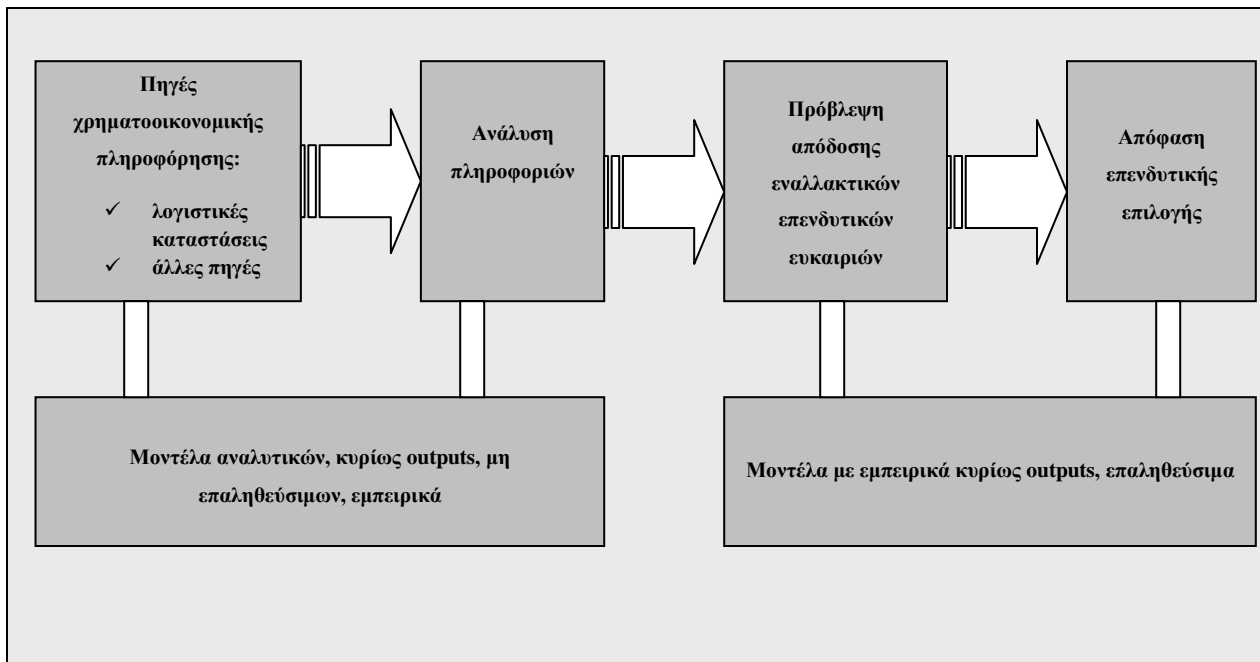 Πηγές
χρηματοοικονομικής
πληροφόρησης:
✓ λογιστικές
καταστάσεις
✓ άλλες πηγές
Ανάλυση
πληροφοριών
Πρόβλεψη
απόδοσης
εναλλακτικών
επενδυτικών
ευκαιριών
Απόφαση
επενδυτικής
επιλογής
Μοντέλα αναλυτικών, κυρίως outputs, μη
επαληθεύσιμων, εμπειρικά
Μοντέλα με εμπειρικά κυρίως outputs, επαληθεύσιμα